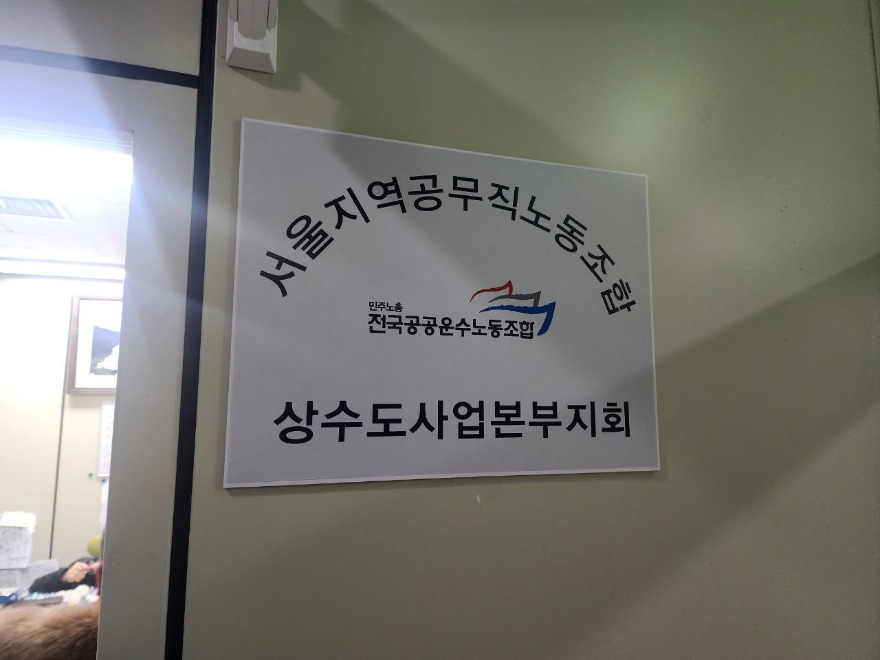 서울지역공무직노동조합
민주노총
전국공공운수노동조합
상수도사업본부지회